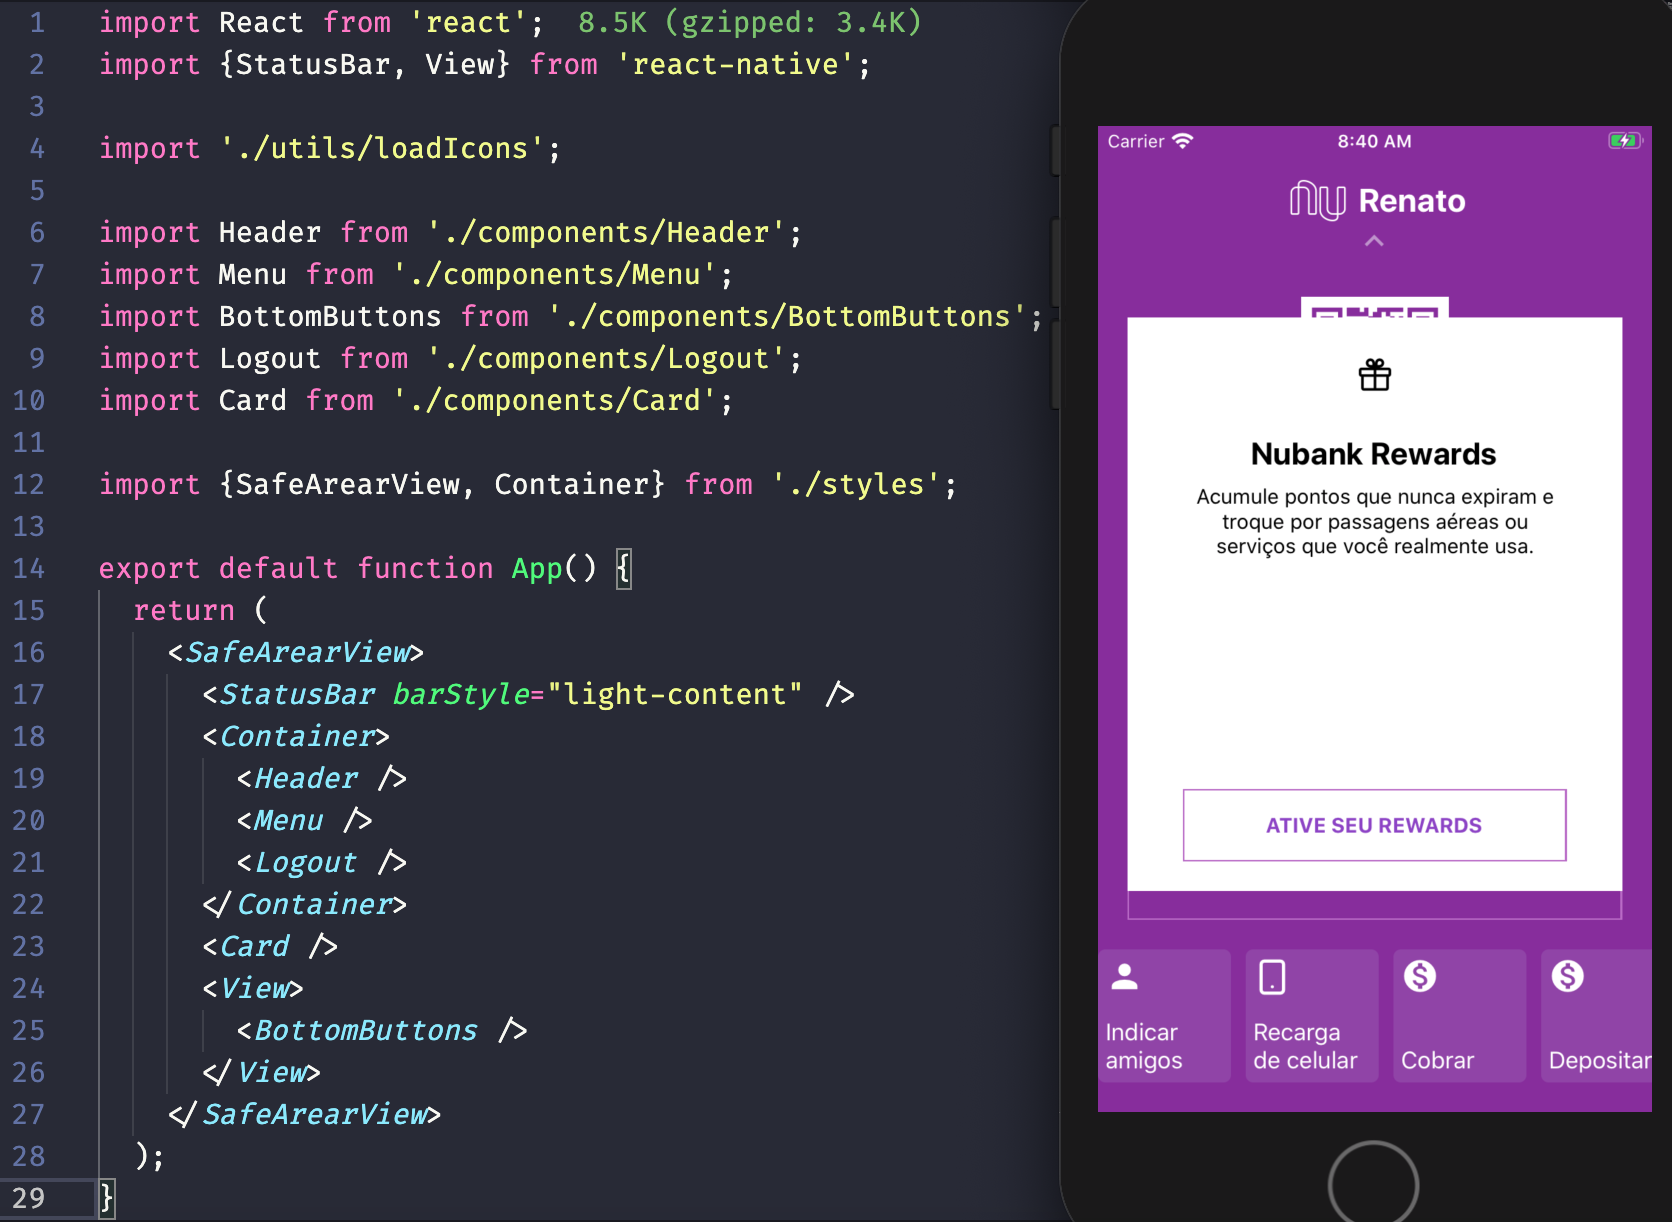 1 import React from 'react'; 8.5K (gzipped: 3.4K)
2 import {StatusBar, View} from 'react-native';
3
4 import './utils/loadIcons';
5
6 import Header from './components/Header';
7 import Menu from './components/Menu';
8 import BottomButtons from './components/BottomButtons';
9 import Logout from './components/Logout';
10 import Card from './components/Card';
11
12 import {SafeArearView, Container} from './styles';
13
14 export default function App() {
15 return (
16 <SafeArearView>
17 <StatusBar barStyle="light-content" />
18 <Container>
19 <Header />
20 <Menu />
21 <Logout />
22 </Container>
23 <Card />
24 <View>
25 <BottomButtons />
26 </View>
27 </SafeArearView>
28 );
29 }
Carrier 8:40 AM
nu Renato
Nubank Rewards
Acumule pontos que nunca expiram e
troque por passagens aéreas ou
serviços que você realmente usa.
ATIVE SEU REWARDS
Indicar
amigos
Recarga
de celular
Cobrar
Depositar